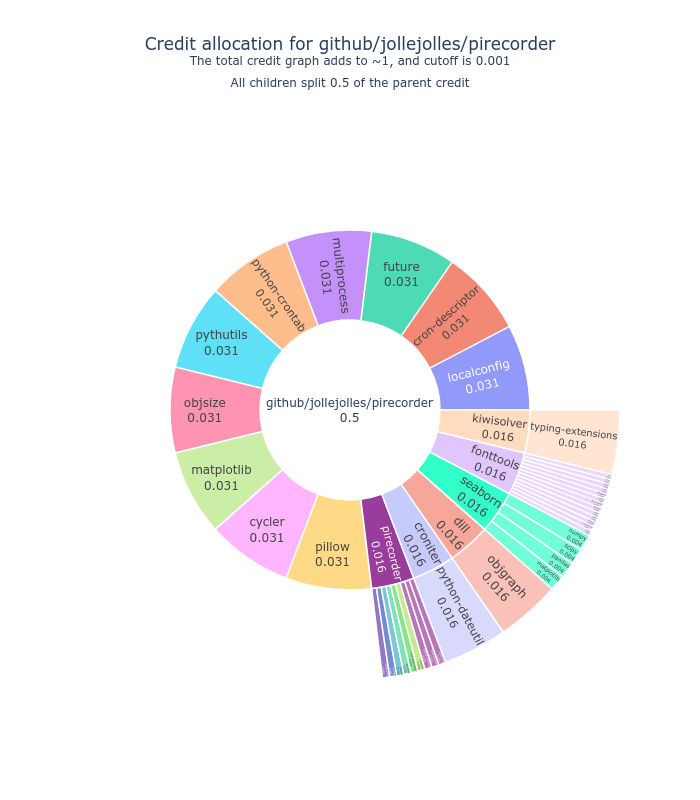 Credit allocation for github/jollejolles/pirecorder
The total credit graph adds to ~1, and cutoff is 0.001
All children split 0.5 of the parent credit
multiprocess
0.031
future
0.031
python-crontab
0.031
cron-descriptor
0.031
pythutils
0.031
localconfig
0.031
objsize
0.031
github/jollejolles/pirecorder
0.5
kiwisolver
0.016
typing-extensions
0.016
fonttools
0.016
matplotlib
0.031
seaborn
0.016
numpy
0.004
scipy
0.004
pandas
0.004
matplotlib
0.004
cycler
0.031
dill
0.016
objgraph
0.016
pillow
0.031
pirecorder
0.016
croniter
0.016
python-dateutil
0.016